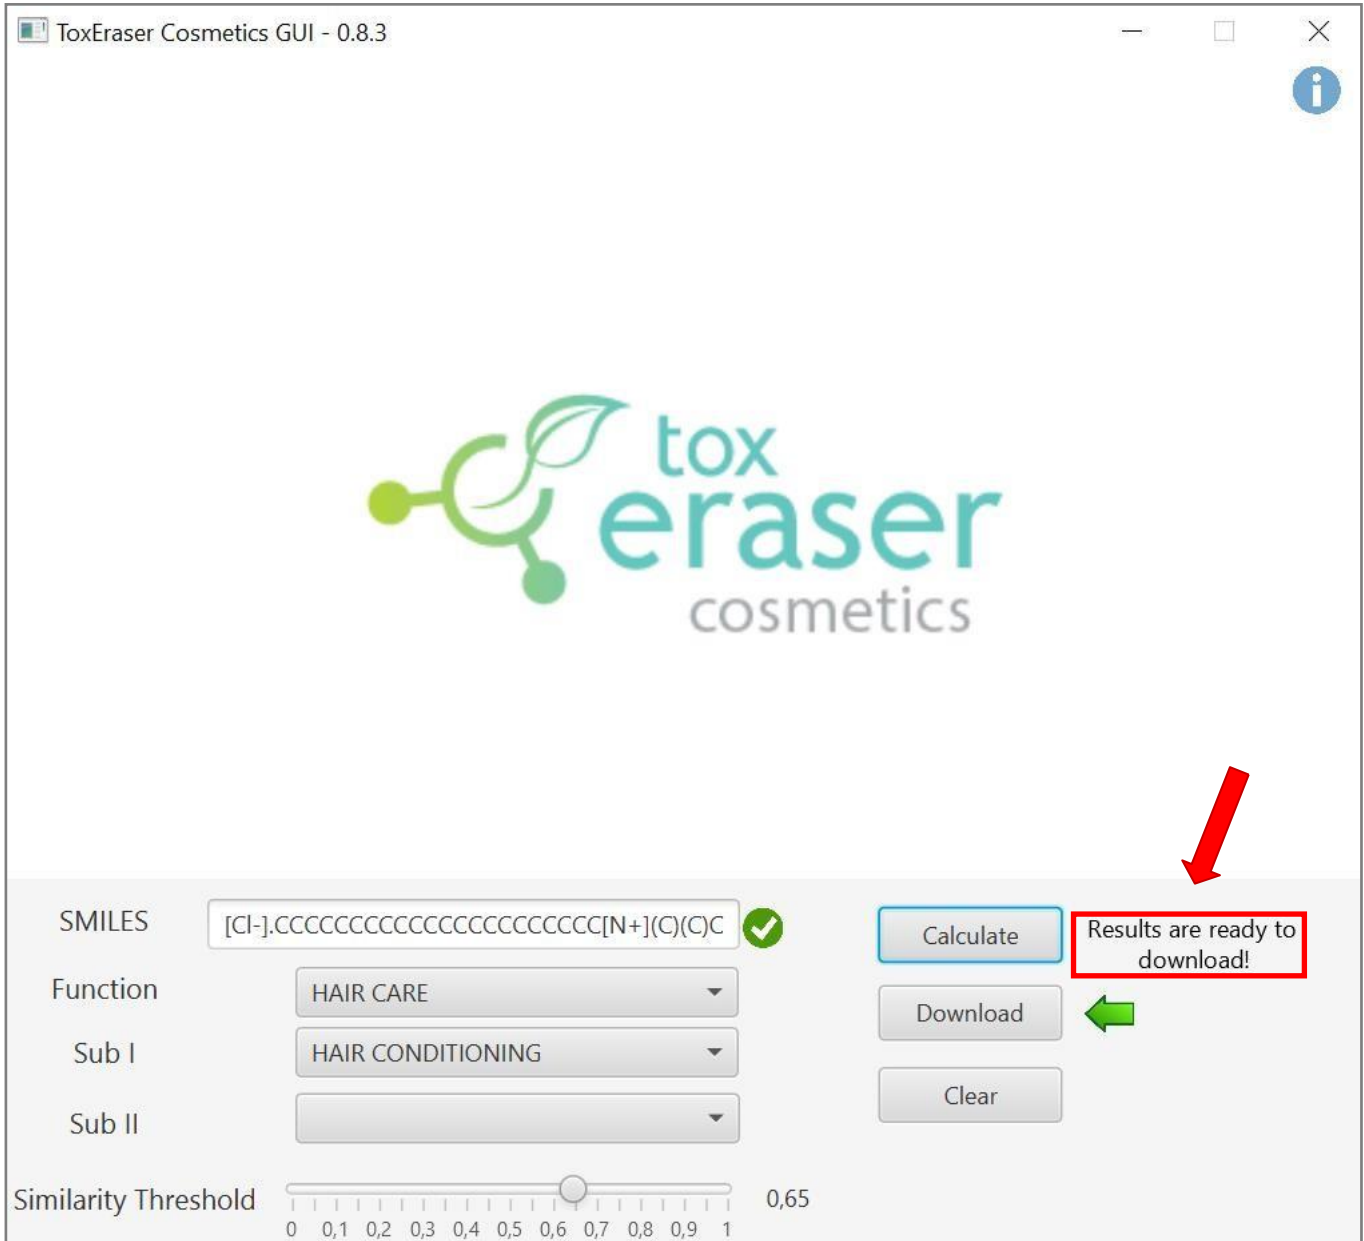 ToxEraser Cosmetics GUI - 0.8.3
tox
eraser
cosmetics
SMILES
[Cl-].CCCCCCCCCCCCCCCCCCCCCC[N+](C)(C)C
Calculate
Results are ready to
download!
Function
HAIR CARE
Download
Sub I
HAIR CONDITIONING
Clear
Sub II
Similarity Threshold
0,65
0 0,1 0,2 0,3 0,4 0,5 0,6 0,7 0,8 0,9 1